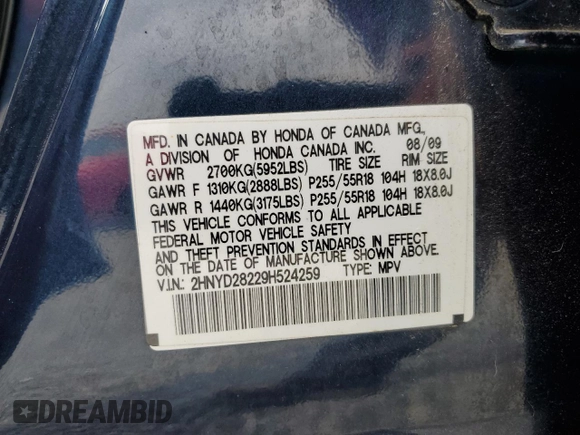 MFD. IN CANADA BY HONDA OF CANADA MFG.,
A DIVISION OF HONDA CANADA INC. 08/09
GVWR 2700KG(5952LBS) TIRE SIZE RIM SIZE
GAWR F 1310KG(2888LBS) P255/55R18 104H 18X8.0J
GAWR R 1440KG(3175LBS) P255/55R18 104H 18X8.0J
THIS VEHICLE CONFORMS TO ALL APPLICABLE
FEDERAL MOTOR VEHICLE SAFETY
AND THEFT PREVENTION STANDARDS IN EFFECT
ON THE DATE OF MANUFACTURE SHOWN ABOVE.
V.I.N.: 2HNYD28229H524259 TYPE: MPV
DREAMBID